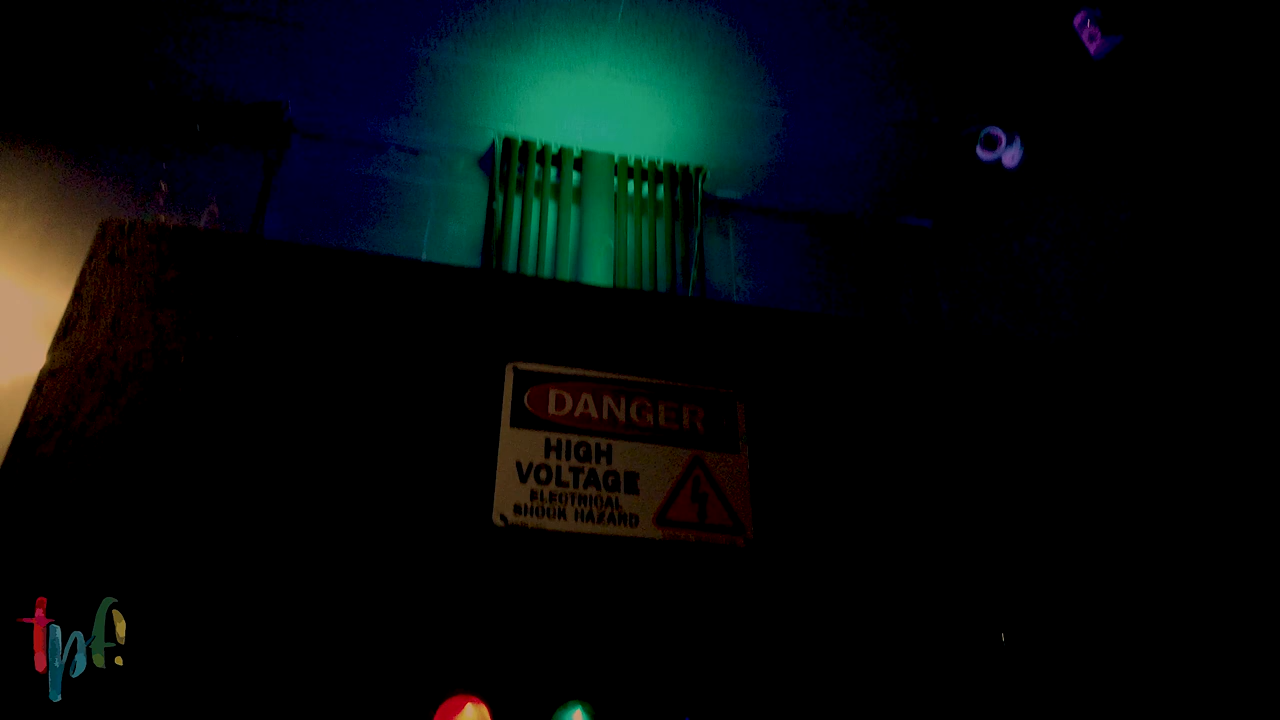 DANGER
HIGH
VOLTAGE
ELECTRICAL
SHOCK HAZARD
tpf!